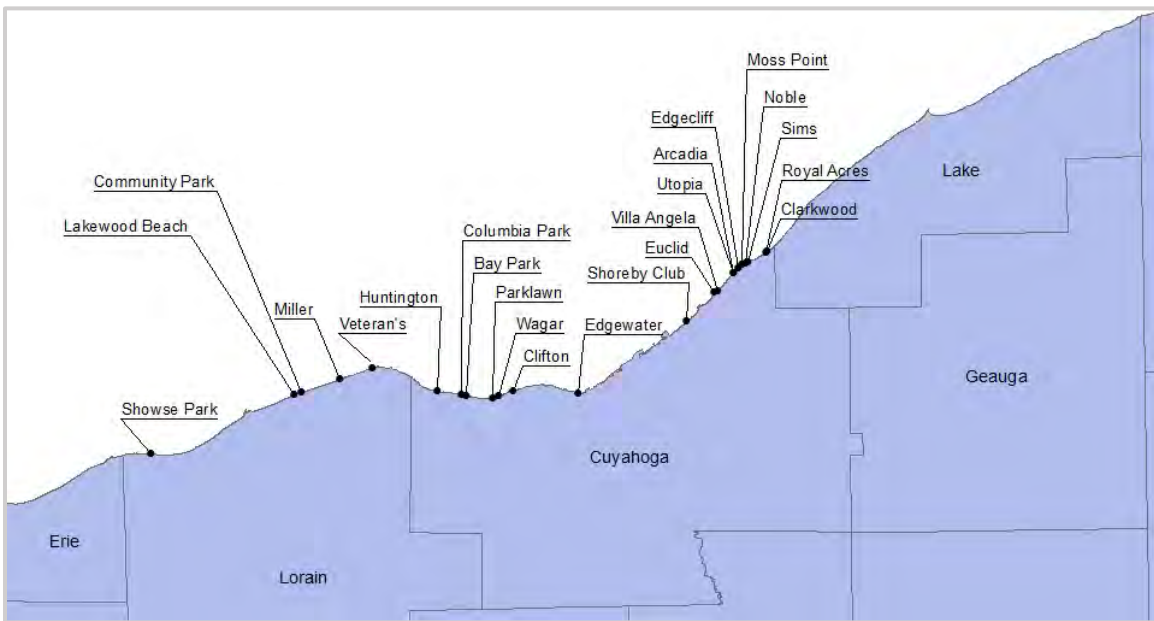 Moss Point
Noble
Edgecliff
Sims
Arcadia
Royal Acres
Lake
Community Park
Utopia
Clarkwood
Villa Angela
Lakewood Beach
Columbia Park
Euclid
Bay Park
Shoreby Club
Huntington
Parklawn
Miller
Veteran's
Wagar
Edgewater
Clifton
Geauga
Showse Park
Cuyahoga
Erie
Lorain